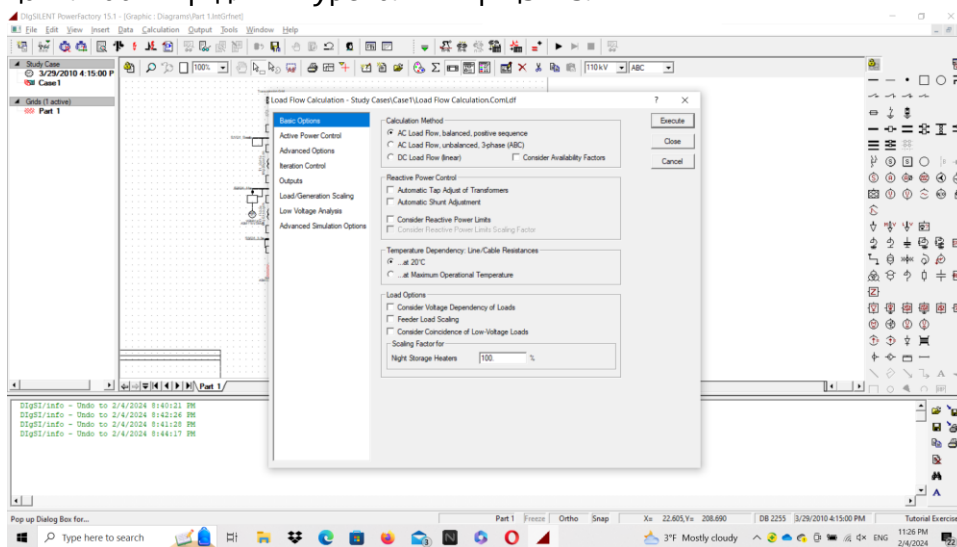 DIgSILENT PowerFactory 15.1 - [Graphic : Diagrams\Part 1.IntGrfnet]
File Edit View Insert Data Calculation Output Tools Window Help
100%
110 kV
ABC
Study Case
3/29/2010 4:15:00 P
Case1
Grids (1 active)
Part 1
Load Flow Calculation - Study Cases\Case1\Load Flow Calculation.ComLdf
? ×
Basic Options
Active Power Control
Advanced Options
Iteration Control
Outputs
Load/Generation Scaling
Low Voltage Analysis
Advanced Simulation Options
Calculation Method
AC Load Flow, balanced, positive sequence
AC Load Flow, unbalanced, 3-phase (ABC)
DC Load Flow (linear)
Consider Availability Factors
Reactive Power Control
Automatic Tap Adjust of Transformers
Automatic Shunt Adjustment
Consider Reactive Power Limits
Consider Reactive Power Limits Scaling Factor
Temperature Dependency: Line/Cable Resistances
...at 20°C
...at Maximum Operational Temperature
Load Options
Consider Voltage Dependency of Loads
Feeder Load Scaling
Consider Coincidence of Low-Voltage Loads
Scaling Factor for
Night Storage Heaters 100. %
Execute
Close
Cancel
Part 1
DIgSI/info - Undo to 2/4/2024 8:40:21 PM
DIgSI/info - Undo to 2/4/2024 8:42:26 PM
DIgSI/info - Undo to 2/4/2024 8:41:28 PM
DIgSI/info - Undo to 2/4/2024 8:44:17 PM
Pop up Dialog Box for...
Part 1 Freeze Ortho Snap X= 22.605,Y= 208.690 DB 2255 3/29/2010 4:15:00 PM Tutorial Exercise
Type here to search
3°F Mostly cloudy
ENG
11:26 PM
2/4/2024
22